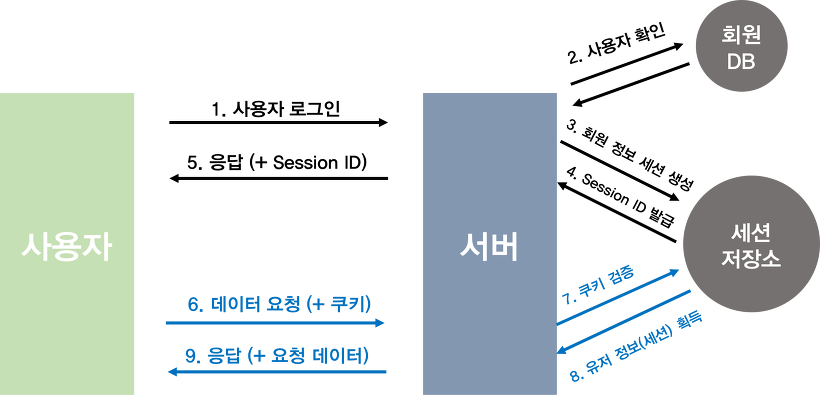 2. 사용자 확인
회원
DB
1. 사용자 로그인
3. 회원 정보 세션 생성
5. 응답 (+ Session ID)
4. Session ID 발급
사용자
서버
세션
저장소
6. 데이터 요청 (+ 쿠키)
7. 쿠키 검증
9. 응답 (+ 요청 데이터)
8. 유저 정보(세션) 획득